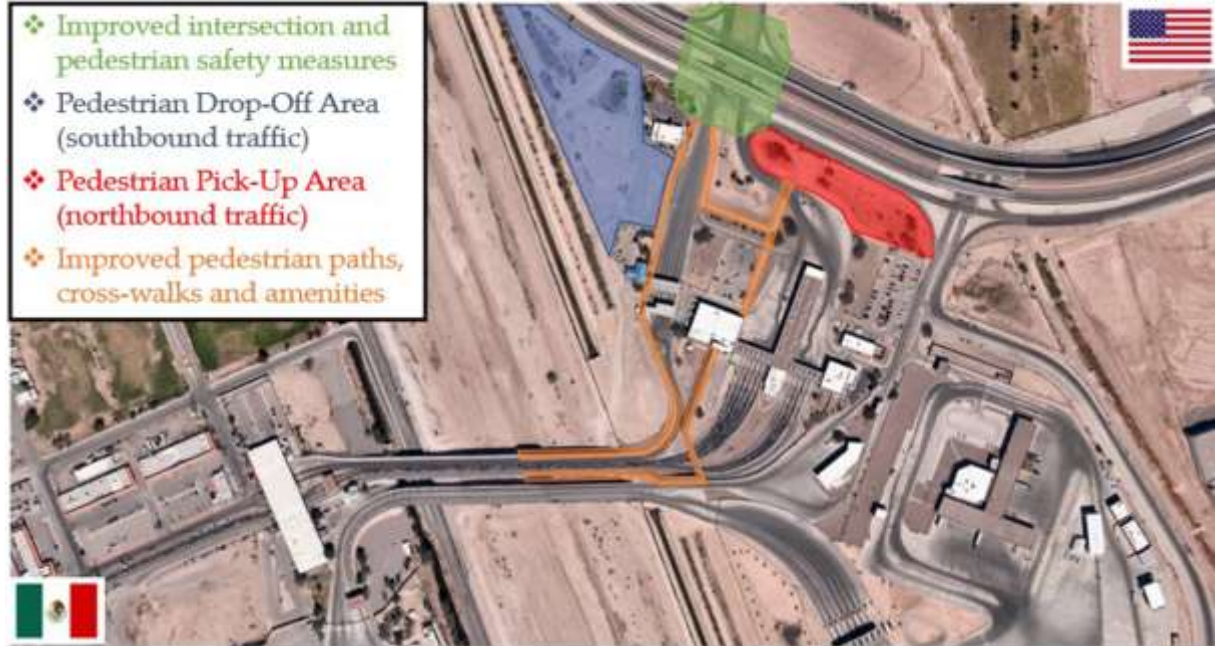 ❖ Improved intersection and
pedestrian safety measures
❖ Pedestrian Drop-Off Area
(southbound traffic)
❖ Pedestrian Pick-Up Area
(northbound traffic)
❖ Improved pedestrian paths,
cross-walks and amenities